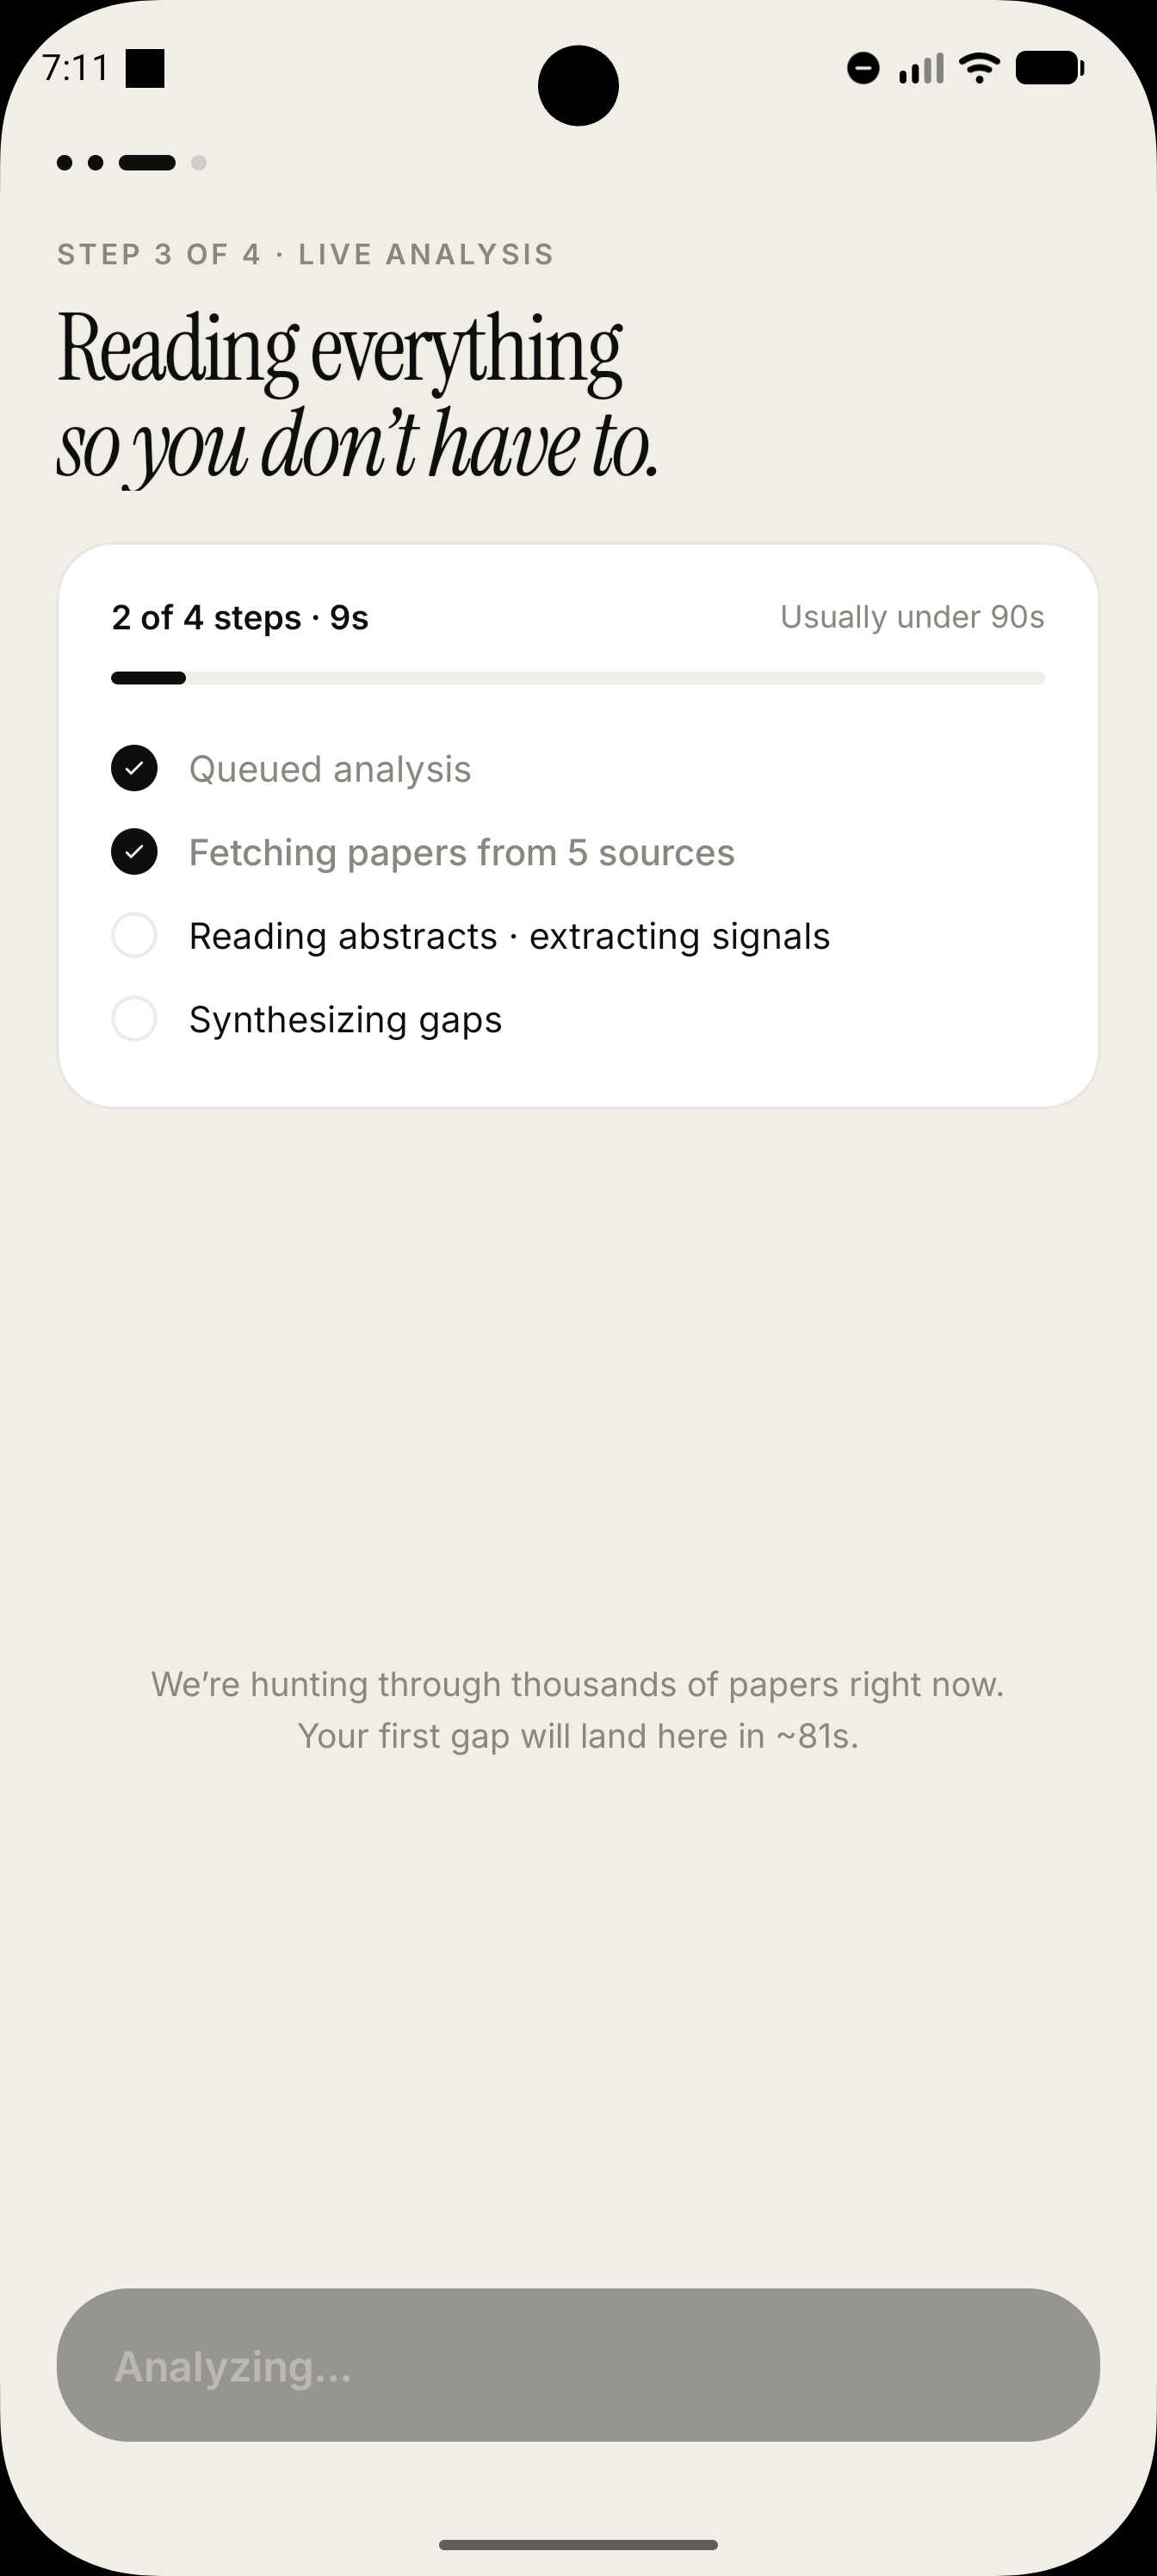 7:11
STEP 3 OF 4 · LIVE ANALYSIS
Reading everything
so you don’t have to.
2 of 4 steps · 9s
Usually under 90s
Queued analysis
Fetching papers from 5 sources
Reading abstracts · extracting signals
Synthesizing gaps
We’re hunting through thousands of papers right now.
Your first gap will land here in ~81s.
Analyzing...